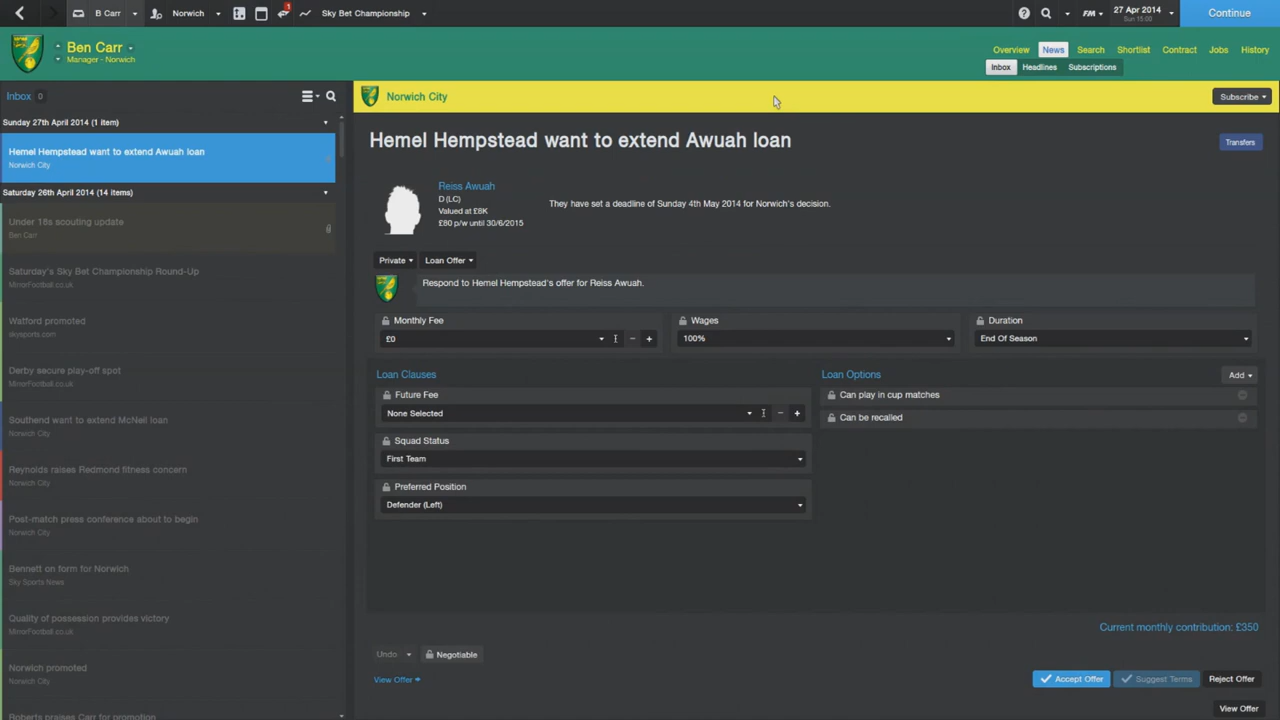 B Carr
Norwich
1
Sky Bet Championship
FM
27 Apr 2014
Sun 15:00
Continue
Ben Carr
Manager - Norwich
Overview
News
Search
Shortlist
Contract
Jobs
History
Inbox
Headlines
Subscriptions
Inbox 0
Sunday 27th April 2014 (1 item)
Hemel Hempstead want to extend Awuah loan
Norwich City
Saturday 26th April 2014 (14 items)
Under 18s scouting update
Ben Carr
Saturday's Sky Bet Championship Round-Up
MirrorFootball.co.uk
Watford promoted
skysports.com
Derby secure play-off spot
MirrorFootball.co.uk
Southend want to extend McNeil loan
Norwich City
Reynolds raises Redmond fitness concern
Norwich City
Post-match press conference about to begin
Norwich City
Bennett on form for Norwich
Sky Sports News
Quality of possession provides victory
MirrorFootball.co.uk
Norwich promoted
Norwich City
Roberts praises Carr for promotion
Norwich City
Subscribe
Hemel Hempstead want to extend Awuah loan
Transfers
Reiss Awuah
D (LC)
Valued at £8K
£80 p/w until 30/6/2015
They have set a deadline of Sunday 4th May 2014 for Norwich's decision.
Private
Loan Offer
Respond to Hemel Hempstead's offer for Reiss Awuah.
Monthly Fee
£0
Wages
100%
Duration
End Of Season
Loan Clauses
Future Fee
None Selected
Squad Status
First Team
Preferred Position
Defender (Left)
Loan Options
Add
Can play in cup matches
Can be recalled
Current monthly contribution: £350
Undo
Negotiable
View Offer
Accept Offer
Suggest Terms
Reject Offer
View Offer